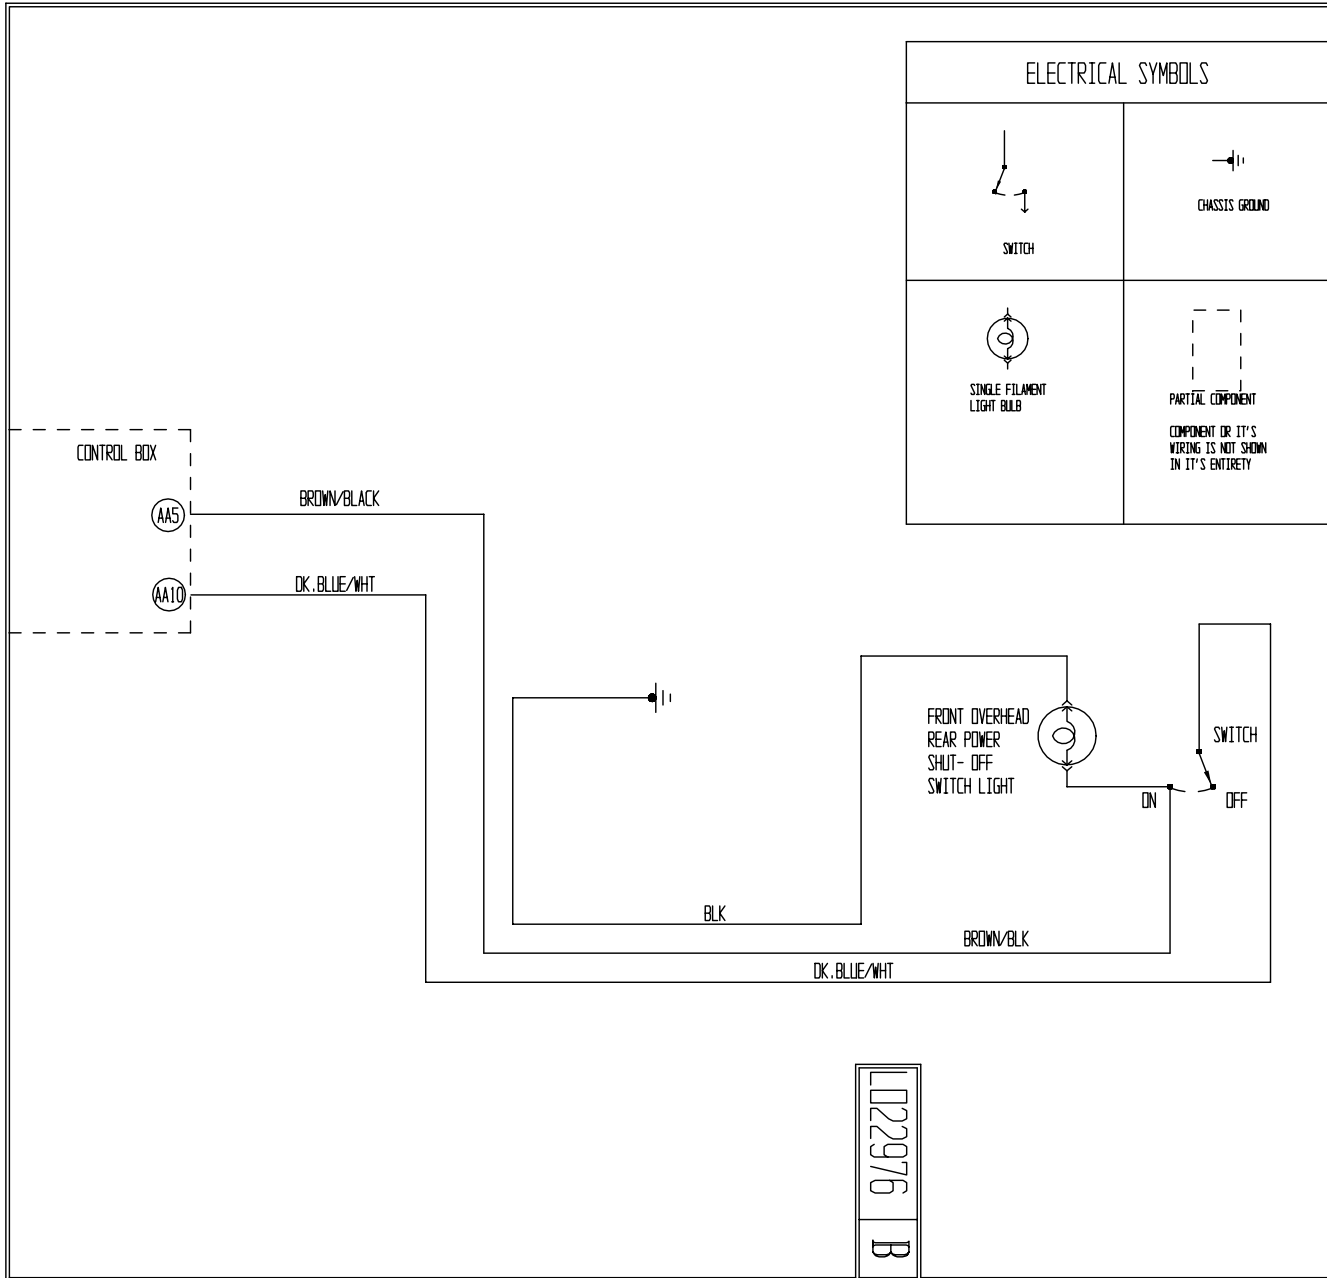 ELECTRICAL SYMBOLS
SWITCH
CHASSIS GROUND
SINGLE FILAMENT
LIGHT BULB
PARTIAL COMPONENT
COMPONENT OR IT'S
WIRING IS NOT SHOWN
IN IT'S ENTIRETY
CONTROL BOX
AA5
BROWN/BLACK
AA10
DK.BLUE/WHT
FRONT OVERHEAD
REAR POWER
SHUT- OFF
SWITCH LIGHT
SWITCH
ON
OFF
BLK
BROWN/BLK
DK.BLUE/WHT
L022976
B